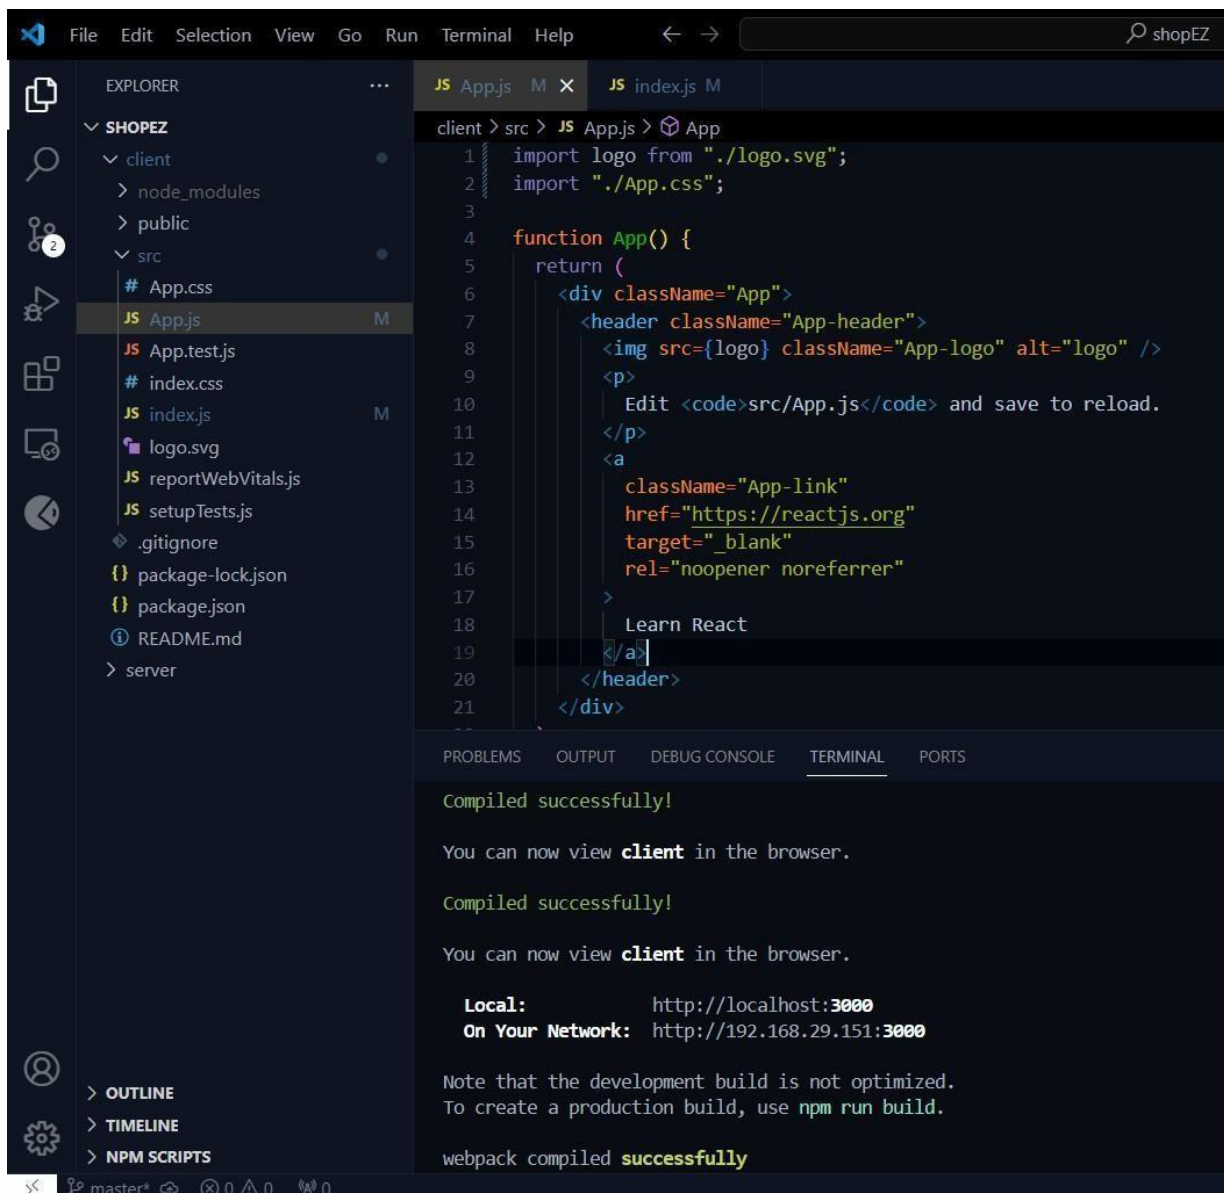 File Edit Selection View Go Run Terminal Help
shopEZ
EXPLORER
SHOPEZ
client
node_modules
public
src
# App.css
JS App.js M
JS App.test.js
# index.css
JS index.js M
logo.svg
JS reportWebVitals.js
JS setupTests.js
.gitignore
{} package-lock.json
{} package.json
README.md
server
2
OUTLINE
TIMELINE
NPM SCRIPTS
JS App.js M JS index.js M
client > src > JS App.js > App
1 import logo from "./logo.svg";
2 import "./App.css";
3
4 function App() {
5 return (
6 <div className="App">
7 <header className="App-header">
8 <img src={logo} className="App-logo" alt="logo" />
9 <p>
10 Edit <code>src/App.js</code> and save to reload.
11 </p>
12 <a
13 className="App-link"
14 href="https://reactjs.org"
15 target="_blank"
16 rel="noopener noreferrer"
17 >
18 Learn React
19 </a>
20 </header>
21 </div>
PROBLEMS OUTPUT DEBUG CONSOLE TERMINAL PORTS
Compiled successfully!
You can now view client in the browser.
Compiled successfully!
You can now view client in the browser.
Local: http://localhost:3000
On Your Network: http://192.168.29.151:3000
Note that the development build is not optimized.
To create a production build, use npm run build.
webpack compiled successfully
master* 0 0 0